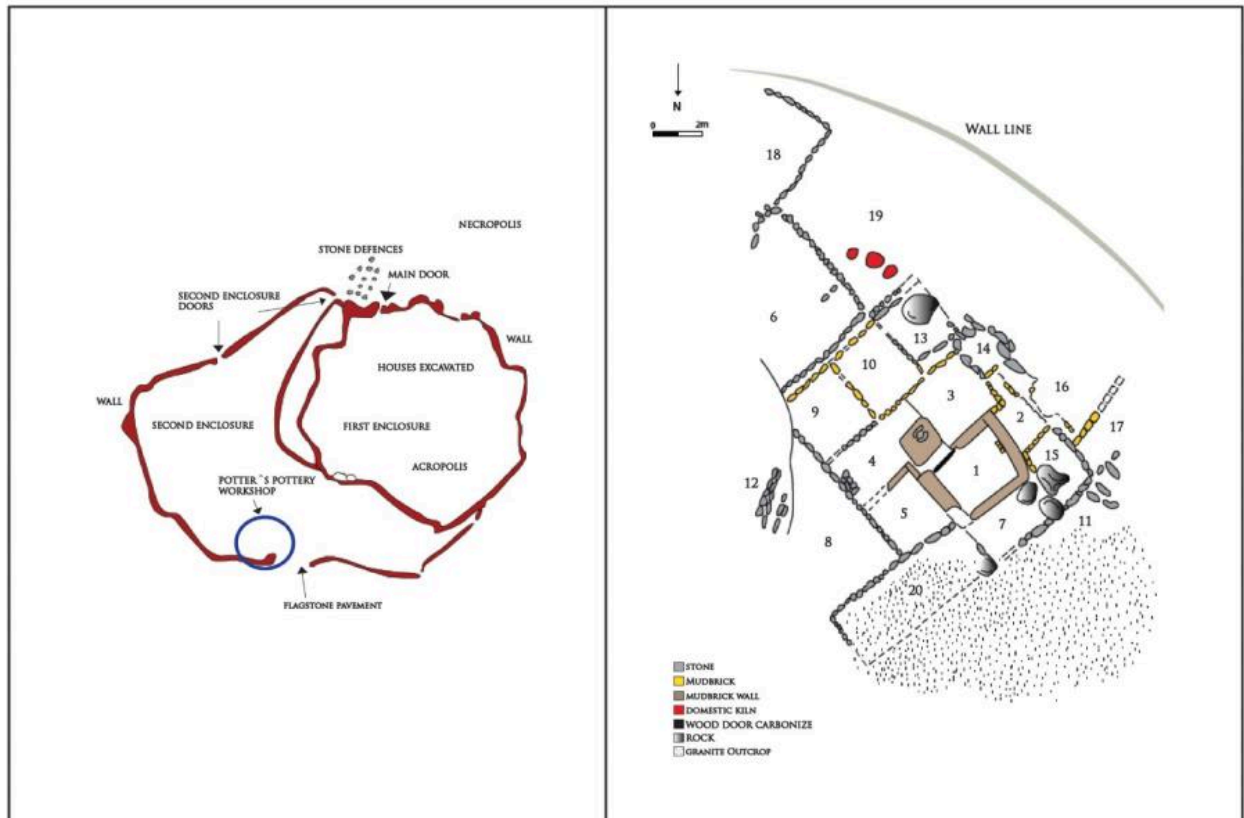 NECROPOLIS
STONE DEFENCES
MAIN DOOR
SECOND ENCLOSURE
DOORS
WALL
HOUSES EXCAVATED
WALL
SECOND ENCLOSURE
FIRST ENCLOSURE
ACROPOLIS
POTTER`S POTTERY
WORKSHOP
FLAGSTONE PAVEMENT
N
0 2m
WALL LINE
18
19
6
13
14
10
16
3
9
2
17
4
15
1
12
5
7
11
8
20
STONE
MUDBRICK
MUDBRICK WALL
DOMESTIC KILN
WOOD DOOR CARBONIZE
ROCK
GRANITE OUTCROP